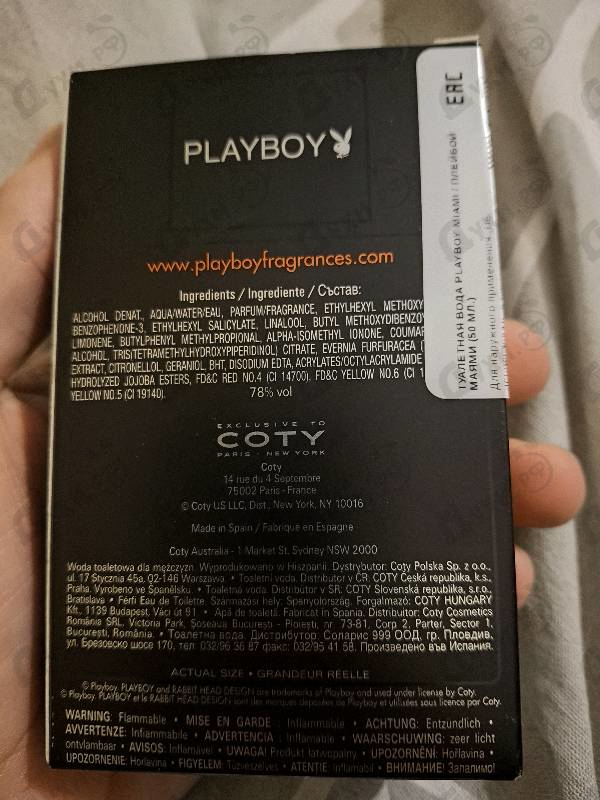 PLAYBOY
www.playboyfragrances.com
Ingredients / Ingrediente / Състав:
ALCOHOL DENAT, AQUA/WATER/EAU, PARFUM/FRAGRANCE, ETHYLHEXYL METHOXY
BENZOPHENONE-3, ETHYLHEXYL SALICYLATE, LINALOOL, BUTYL METHOXYDIBENZOY
LIMONENE, BUTYLPHENYL METHYLPROPIONAL, ALPHA-ISOMETHYL IONONE, COUMAR
ALCOHOL, TRIS(TETRAMETHYLHYDROXYPIPERIDINOL) CITRATE, EVERNIA FURFURACEA (
EXTRACT, CITRONELLOL, GERANIOL, BHT, DISODIUM EDTA, ACRYLATES/OCTYLACRYLAMIDE
HYDROLYZED JOJOBA ESTERS, FD&C RED NO.4 (CI 14700), FD&C YELLOW NO.6 (CI 1
YELLOW NO.5 (CI 19140).
78% vol
EXCLUSIVE TO
COTY
PARIS · NEW YORK
Coty
14 rue du 4 Septembre
75002 Paris - France
© Coty US LLC, Dist., New York, NY 10016
Made in Spain / Fabriqué en Espagne
Coty Australia - 1 Market St. Sydney NSW 2000
Woda toaletowa dla mężczyzn. Wyprodukowano w Hiszpanii. Dystrybutor: Coty Polska Sp. z o.o.,
ul. 17 Stycznia 45a, 02-146 Warszawa. • Toaletní voda. Distributor v ČR: COTY Česká republika, k.s.,
Praha. Vyrobeno ve Španělsku. • Toaletná voda. Distribútor v SR: COTY Slovenská republika, s.r.o.,
Bratislava • Férfi Eau de Toilette. Származási hely: Spanyolország. Forgalmazó: COTY HUNGARY
Kft., 1139 Budapest, Váci út 81 • Apă de toaletă. Fabricat în Spania. Distribuitor: Coty Cosmetics
România SRL, Victoria Park, Șoseaua București - Ploiești, nr. 73-81, Corp 2, Parter, Sector 1,
București, România. • Тоалетна вода. Дистрибутор: Соларис 999 ООД, гр. Пловдив,
ул. Брезовско шосе 170, тел. 032/96 36 87 факс: 032/95 41 58. Произведено във Испания.
ACTUAL SIZE • GRANDEUR RÉELLE
© Playboy. PLAYBOY and RABBIT HEAD DESIGN are trademarks of Playboy and used under license by Coty.
© Playboy. PLAYBOY et le RABBIT HEAD DESIGN sont des marques déposées de Playboy et utilisées sous licence par Coty.
WARNING: Flammable • MISE EN GARDE : Inflammable • ACHTUNG: Entzündlich •
AVVERTENZE: Infiammabile • ADVERTENCIA : Inflamable • WAARSCHUWING: zeer licht
ontvlambaar • AVISOS: Inflamável • UWAGA! Produkt łatwopalny • UPOZORNĚNÍ: Hořlavina •
UPOZORNENIE: Horľavina • FIGYELEM: Tűzveszélyes • ATENȚIE: Inflamabil • ВНИМАНИЕ! Запалимо!
ЕАС
ТУАЛЕТНАЯ ВОДА PLAYBOY MIAMI / ПЛЕЙБОЙ
МАЯМИ (50 МЛ.)
Для наружного применения. Не